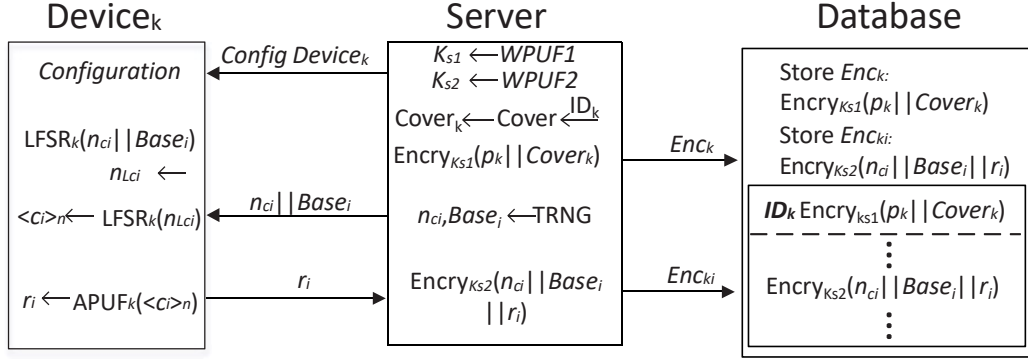 Device_k
Configuration
LFSR_k(n_ci||Base_i)
n_Lci ←
<c_i>_n ← LFSR_k(n_Lci)
r_i ← APUF_k(<c_i>_n)
Config Device_k
n_ci||Base_i
r_i
Server
K_s1 ← WPUF1
K_s2 ← WPUF2
Cover_k ← Cover ← ID_k
Encry_Ks1(p_k||Cover_k)
n_ci,Base_i ← TRNG
Encry_Ks2(n_ci||Base_i
||r_i)
Enc_k
Enc_ki
Database
Store Enc_k:
Encry_Ks1(p_k||Cover_k)
Store Enc_ki:
Encry_Ks2(n_ci||Base_i||r_i)
ID_k Encry_ks1(p_k||Cover_k)
⋮
Encry_Ks2(n_ci||Base_i||r_i)
⋮